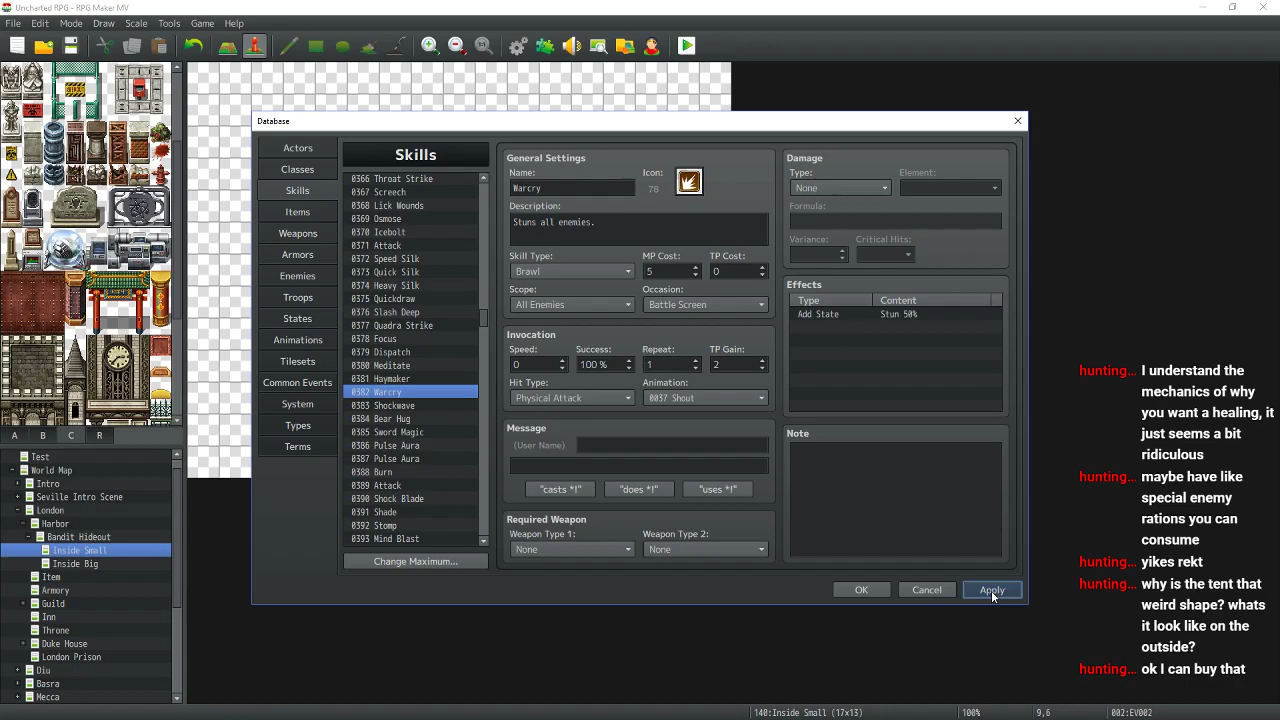 Uncharted RPG - RPG Maker MV
File Edit Mode Draw Scale Tools Game Help
Database
Actors
Classes
Skills
Items
Weapons
Armors
Enemies
Troops
States
Animations
Tilesets
Common Events
System
Types
Terms
Skills
0366 Throat Strike
0367 Screech
0368 Lick Wounds
0369 Osmose
0370 Icebolt
0371 Attack
0372 Speed Silk
0373 Quick Silk
0374 Heavy Silk
0375 Quickdraw
0376 Slash Deep
0377 Quadra Strike
0378 Focus
0379 Dispatch
0380 Meditate
0381 Haymaker
0382 Warcry
0383 Shockwave
0384 Bear Hug
0385 Sword Magic
0386 Pulse Aura
0387 Pulse Aura
0388 Burn
0389 Attack
0390 Shock Blade
0391 Shade
0392 Stomp
0393 Mind Blast
Change Maximum...
General Settings
Name: Icon:
Warcry 78
Description:
Stuns all enemies.
Skill Type: MP Cost: TP Cost:
Brawl 5 0
Scope: Occasion:
All Enemies Battle Screen
Invocation
Speed: Success: Repeat: TP Gain:
0 100 % 1 2
Hit Type: Animation:
Physical Attack 0037 Shout
Message
(User Name)
"casts *!" "does *!" "uses *!"
Required Weapon
Weapon Type 1: Weapon Type 2:
None None
Damage
Type: Element:
None
Formula:
Variance: Critical Hits:
Effects
Type Content
Add State Stun 50%
Note
OK Cancel Apply
A B C R
Test
World Map
Intro
Seville Intro Scene
London
Harbor
Bandit Hideout
Inside Small
Inside Big
Item
Armory
Guild
Inn
Throne
Duke House
London Prison
Diu
Basra
Mecca
hunting... I understand the
mechanics of why
you want a healing, it
just seems a bit
ridiculous
hunting... maybe have like
special enemy
rations you can
consume
hunting... yikes rekt
hunting... why is the tent that
weird shape? whats
it look like on the
outside?
hunting... ok I can buy that
140:Inside Small (17x13) 100% 9,6 002:EV002